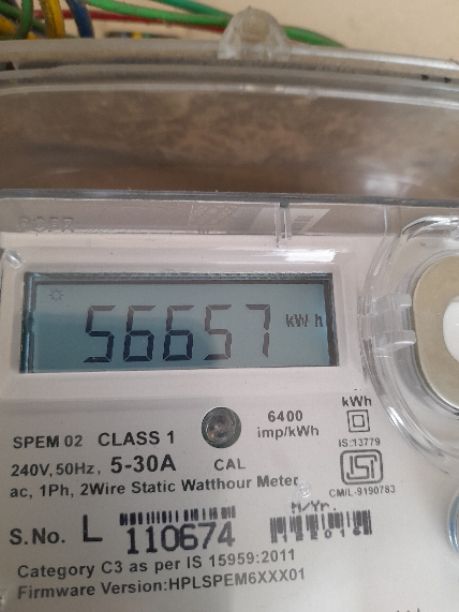 56657 kWh
SPEM 02 CLASS 1
6400
imp/kWh
kWh
IS:13779
240V, 50Hz, 5-30A CAL
ac, 1Ph, 2Wire Static Watthour Meter
ISI
CM/L-9190783
M/Yr.
S.No. L 110674
Category C3 as per IS 15959:2011
Firmware Version:HPLSPEM6XXX01